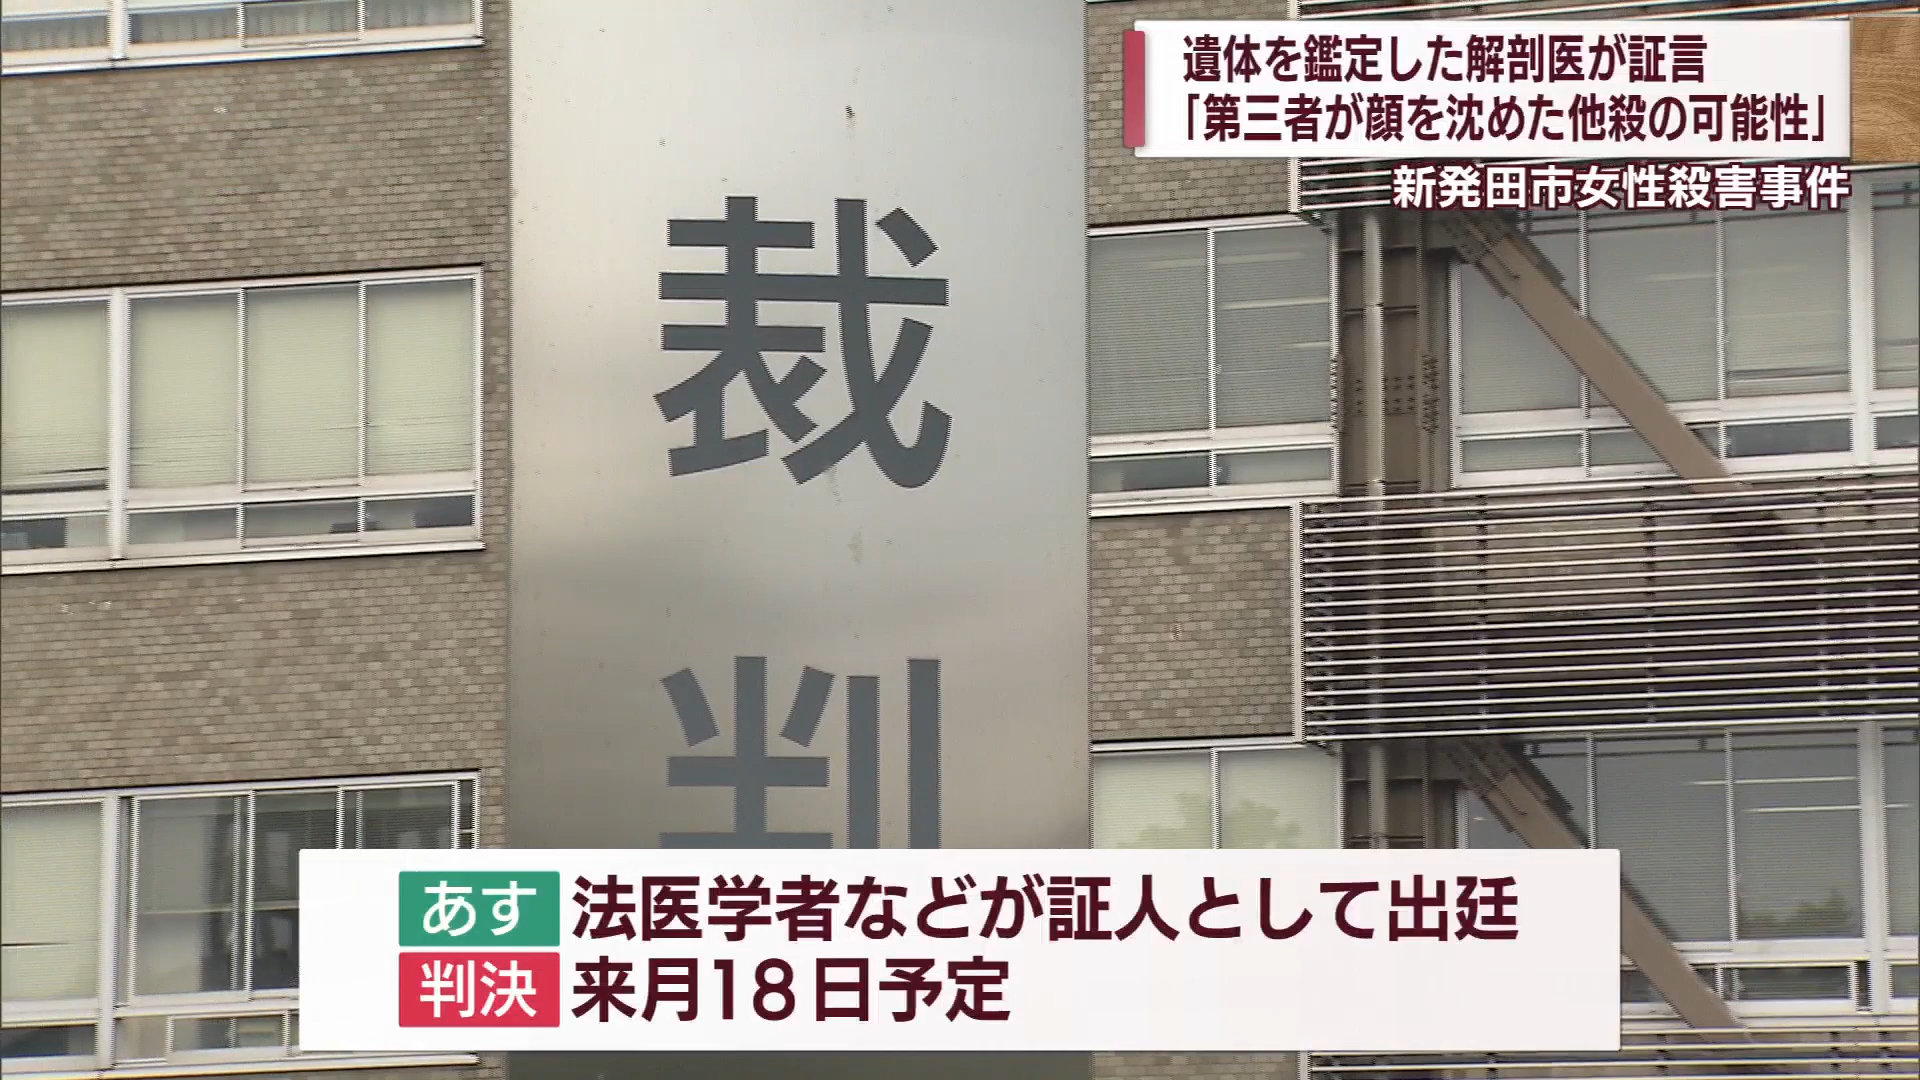 遺体を鑑定した解剖医が証言
「第三者が顔を沈めた他殺の可能性」
新発田市女性殺害事件
裁判
あす 法医学者などが証人として出廷
判決 来月18日予定